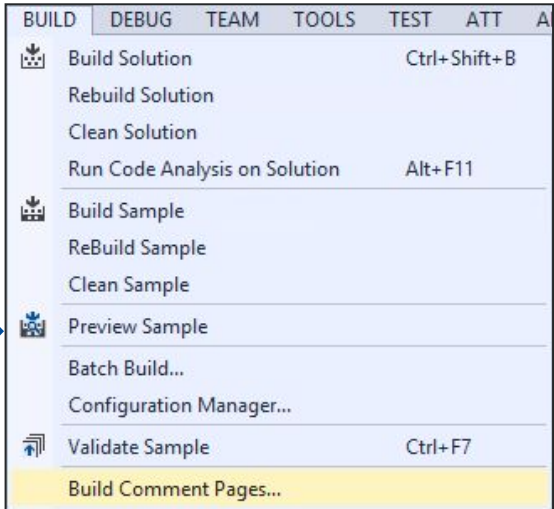 BUILD DEBUG TEAM TOOLS TEST ATT
Build Solution Ctrl+Shift+B
Rebuild Solution
Clean Solution
Run Code Analysis on Solution Alt+F11
Build Sample
ReBuild Sample
Clean Sample
Preview Sample
Batch Build...
Configuration Manager...
Validate Sample Ctrl+F7
Build Comment Pages...